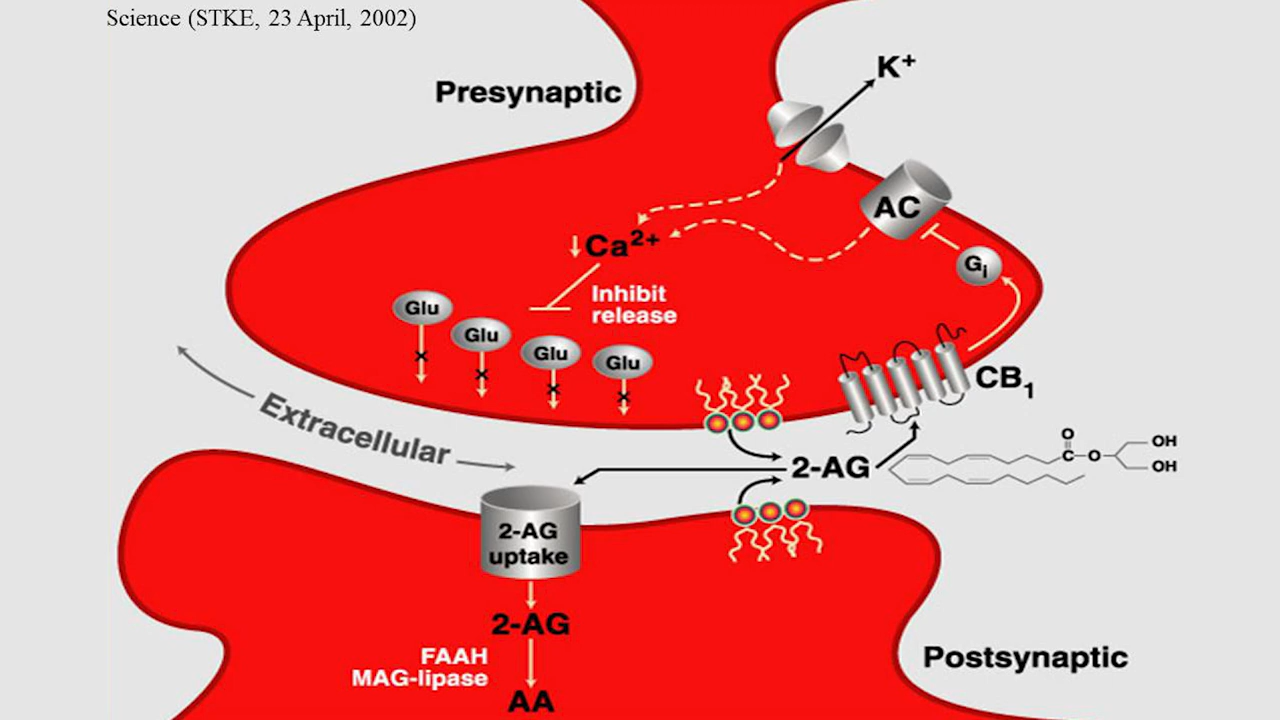 Science (STKE, 23 April, 2002)
K⁺
Presynaptic
AC
↓Ca²⁺
Gᵢ
Inhibit
release
Glu
Glu
Glu
Glu
CB₁
Extracellular
2-AG
O
C
O
OH
OH
2-AG
uptake
2-AG
FAAH
MAG-lipase
AA
Postsynaptic